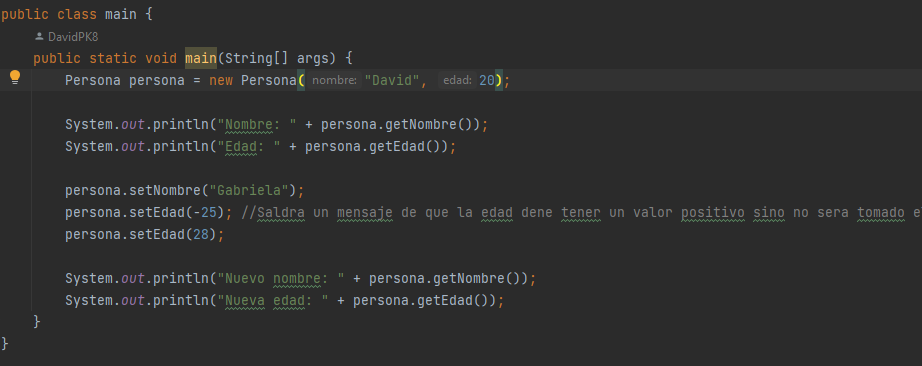 public class main {
DavidPK8
public static void main(String[] args) {
Persona persona = new Persona( nombre: "David", edad: 20);
System.out.println("Nombre: " + persona.getNombre());
System.out.println("Edad: " + persona.getEdad());
persona.setNombre("Gabriela");
persona.setEdad(-25); //Saldra un mensaje de que la edad dene tener un valor positivo sino no sera tomado e
persona.setEdad(28);
System.out.println("Nuevo nombre: " + persona.getNombre());
System.out.println("Nueva edad: " + persona.getEdad());
}
}